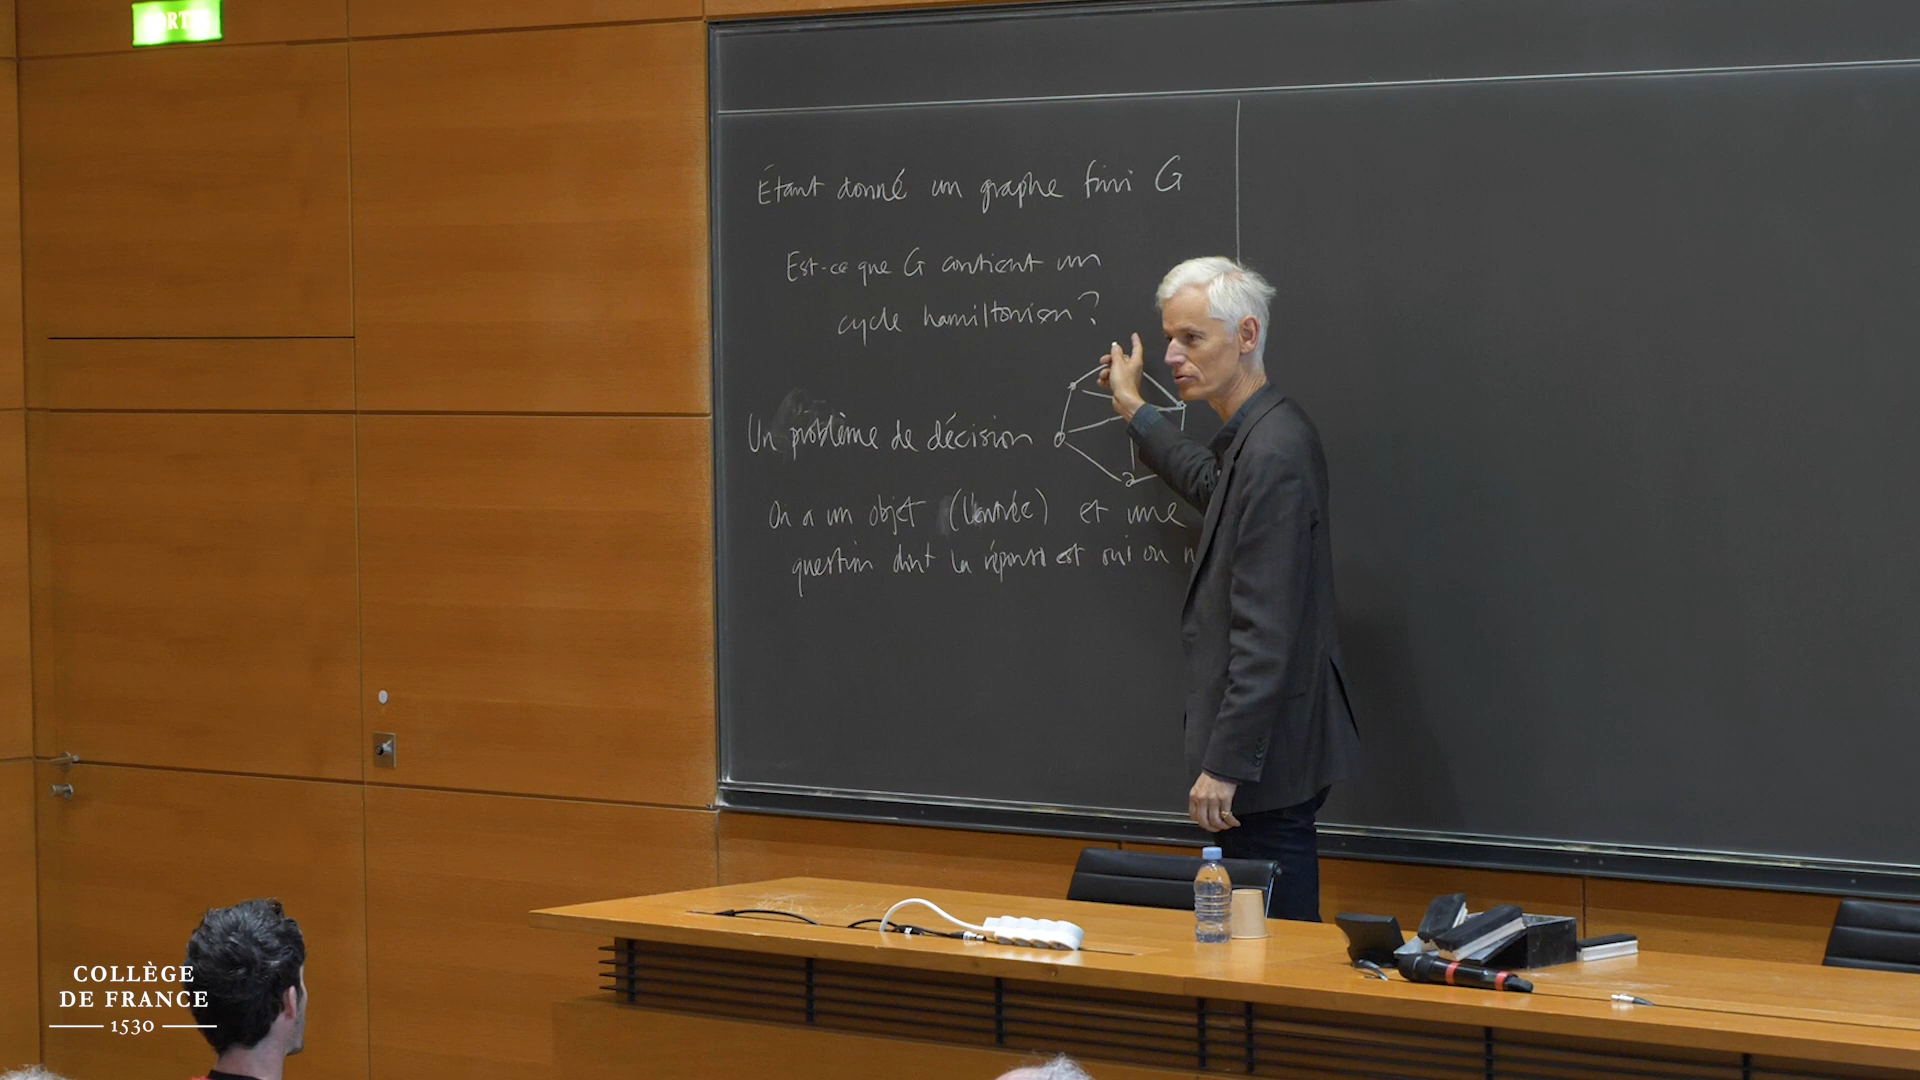 SORTIE
Étant donné un graphe fini G
Est-ce que G contient un
cycle hamiltonien ?
Un problème de décision
On a un objet (l'entrée) et une
question dont la réponse est oui ou n
COLLÈGE
DE FRANCE
1530